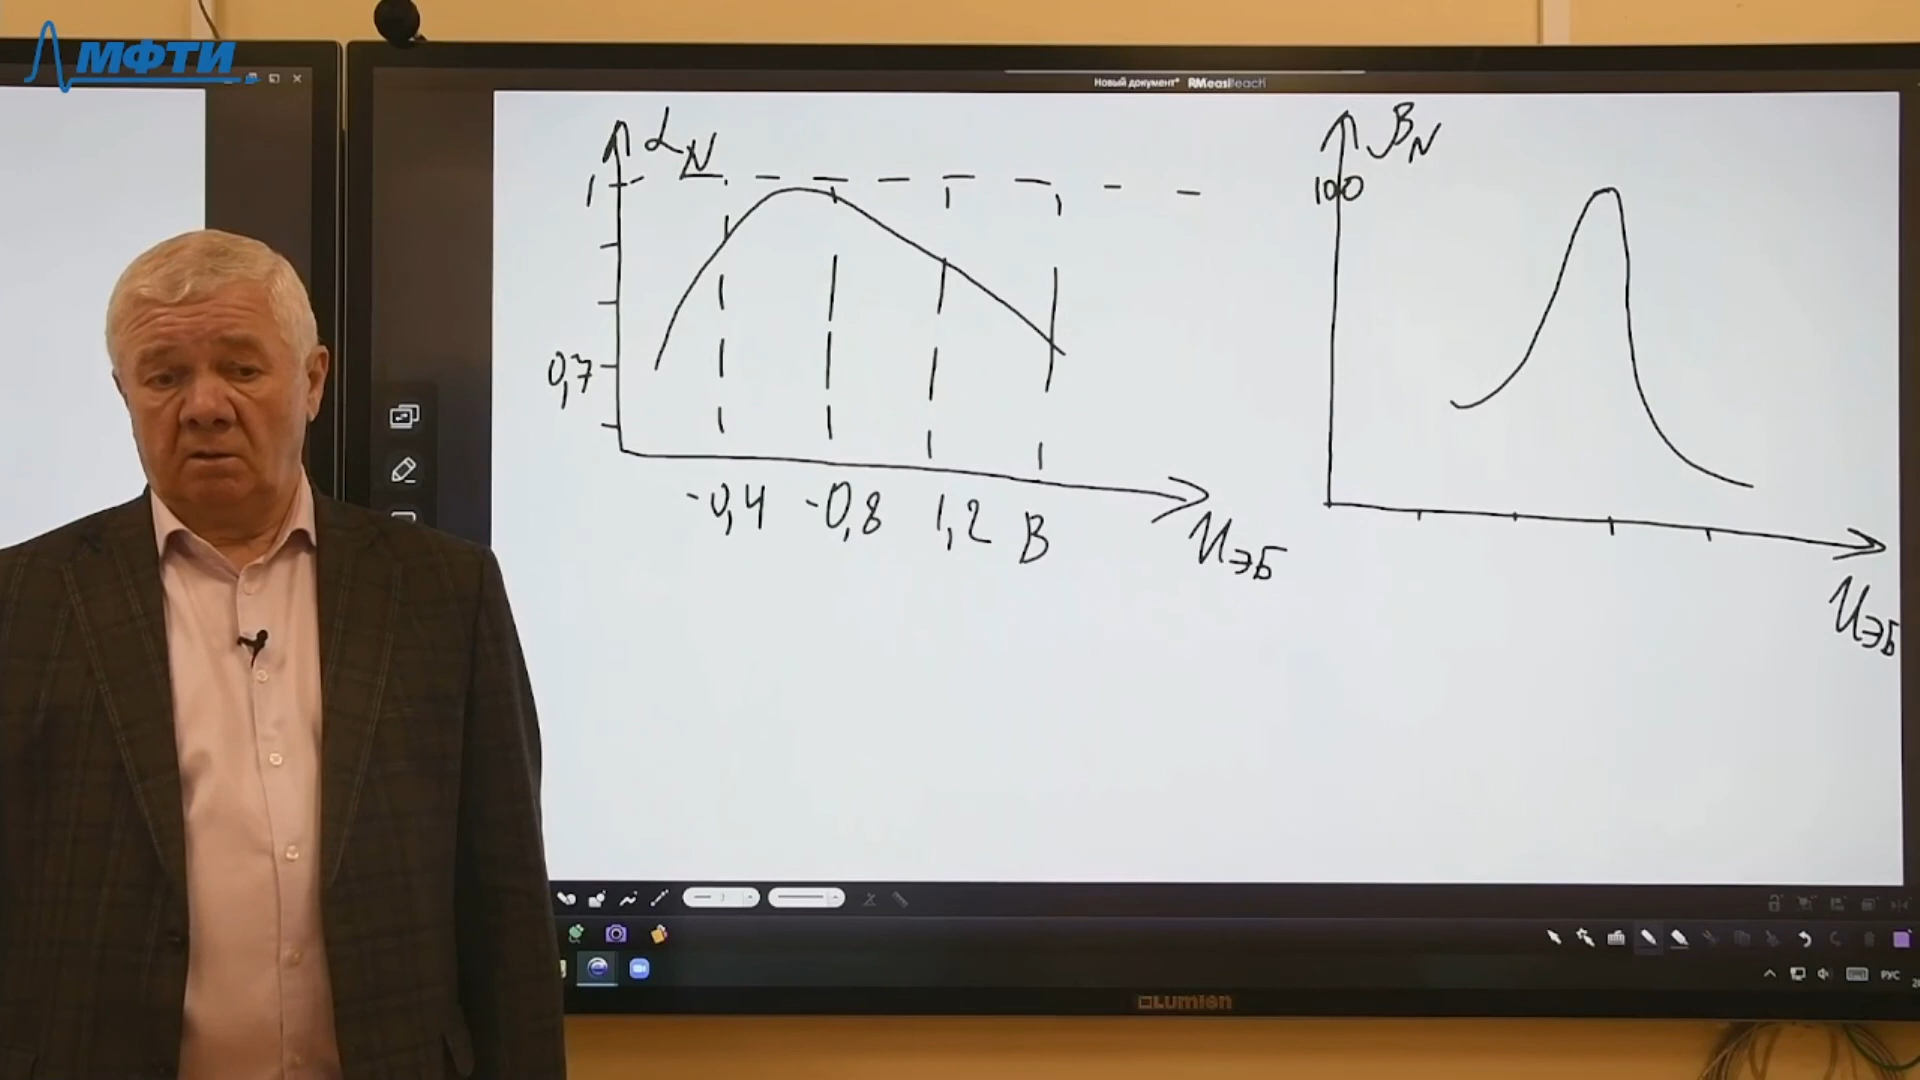 МФТИ
Новый документ* RMeasiteach
α_N
1
0,7
-0,4 -0,8 1,2 В
U_ЭБ
β_N
100
U_ЭБ
РУС
Lumien